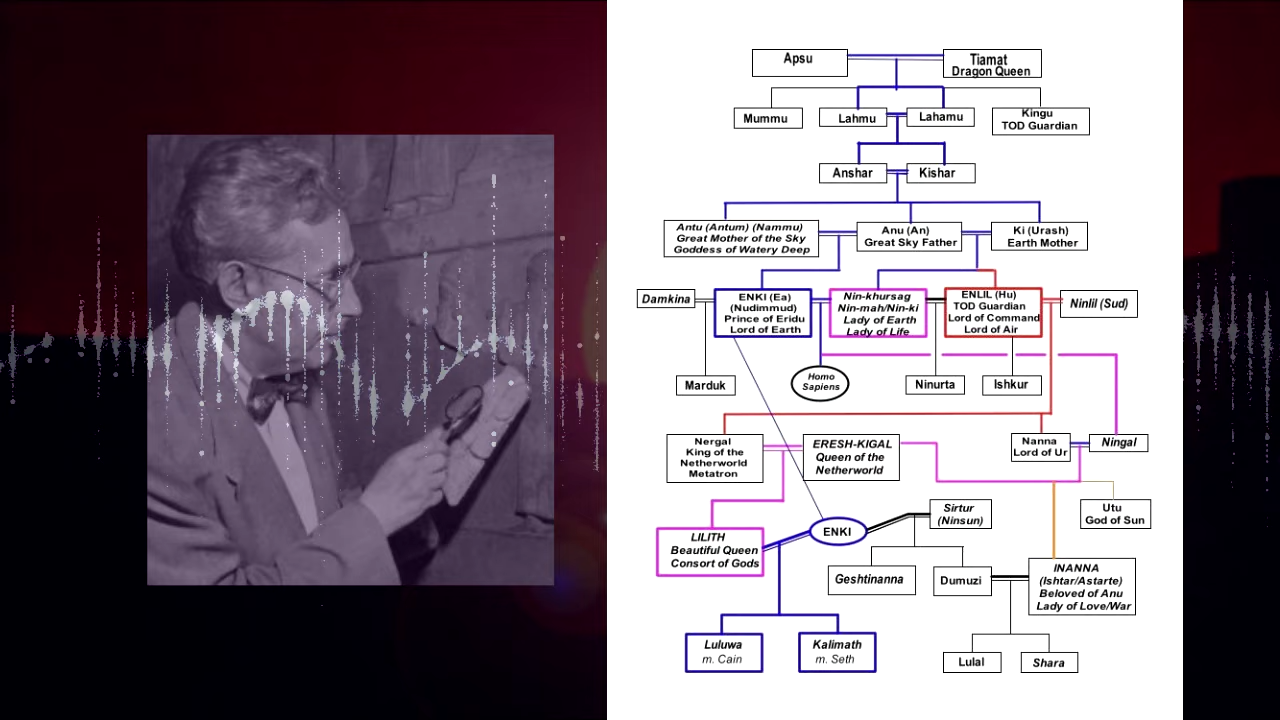 Apsu
Tiamat
Dragon Queen
Mummu
Lahmu
Lahamu
Kingu
TOD Guardian
Anshar
Kishar
Antu (Antum) (Nammu)
Great Mother of the Sky
Goddess of Watery Deep
Anu (An)
Great Sky Father
Ki (Urash)
Earth Mother
Damkina
ENKI (Ea)
(Nudimmud)
Prince of Eridu
Lord of Earth
Nin-khursag
Nin-mah/Nin-ki
Lady of Earth
Lady of Life
ENLIL (Hu)
TOD Guardian
Lord of Command
Lord of Air
Ninlil (Sud)
Marduk
Homo
Sapiens
Ninurta
Ishkur
Nergal
King of the
Netherworld
Metatron
ERESH-KIGAL
Queen of the
Netherworld
Nanna
Lord of Ur
Ningal
LILITH
Beautiful Queen
Consort of Gods
ENKI
Sirtur
(Ninsun)
Utu
God of Sun
Geshtinanna
Dumuzi
INANNA
(Ishtar/Astarte)
Beloved of Anu
Lady of Love/War
Luluwa
m. Cain
Kalimath
m. Seth
Lulal
Shara